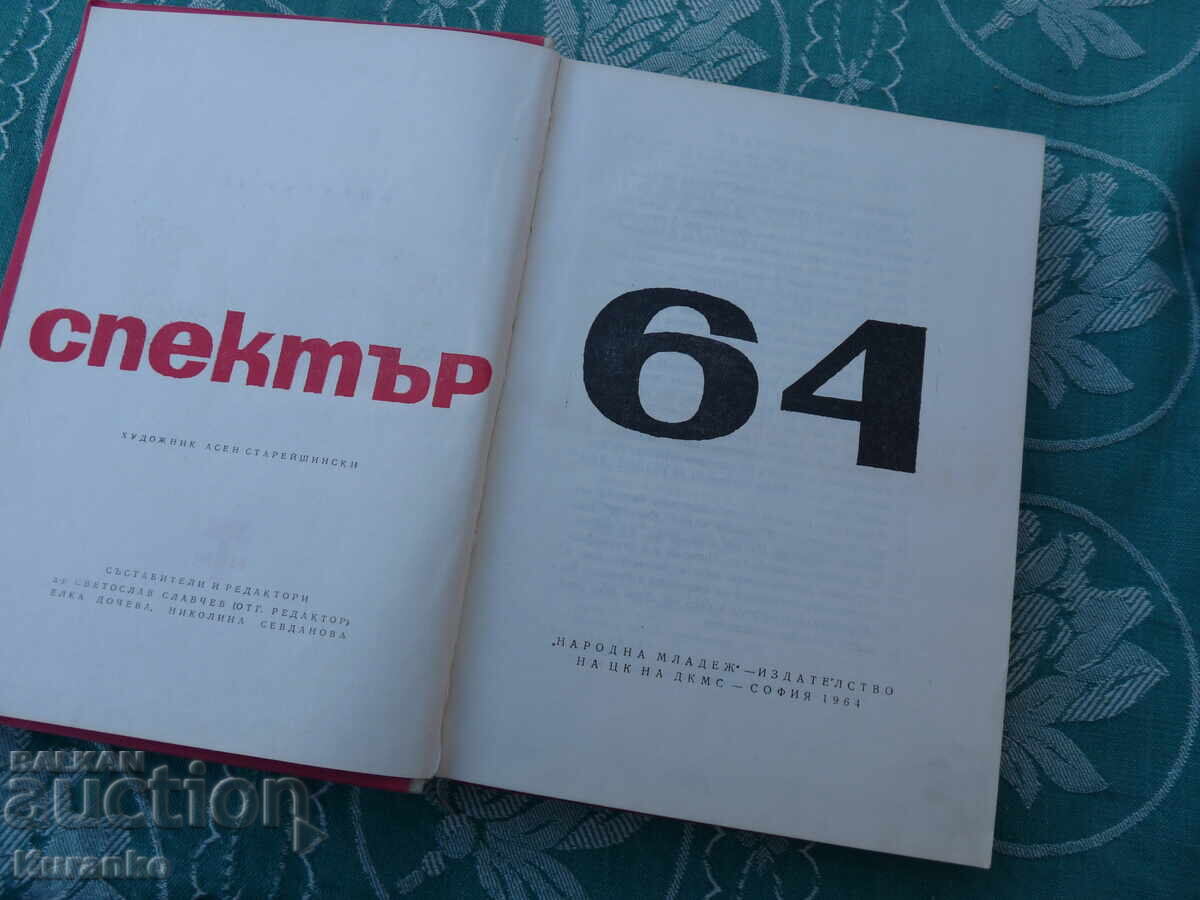 спектър
ХУДОЖНИК АСЕН СТАРЕЙШИНСКИ
СЪСТАВИТЕЛИ И РЕДАКТОРИ
Д-Р СВЕТОСЛАВ СЛАВЧЕВ (ОТГ. РЕДАКТОР)
ЕЛКА ДОЧЕВА, НИКОЛИНА СЕВДАНОВА
64
„НАРОДНА МЛАДЕЖ“ — ИЗДАТЕЛСТВО
НА ЦК НА ДКМС — СОФИЯ 1964
BALKAN
auction
Kuranko